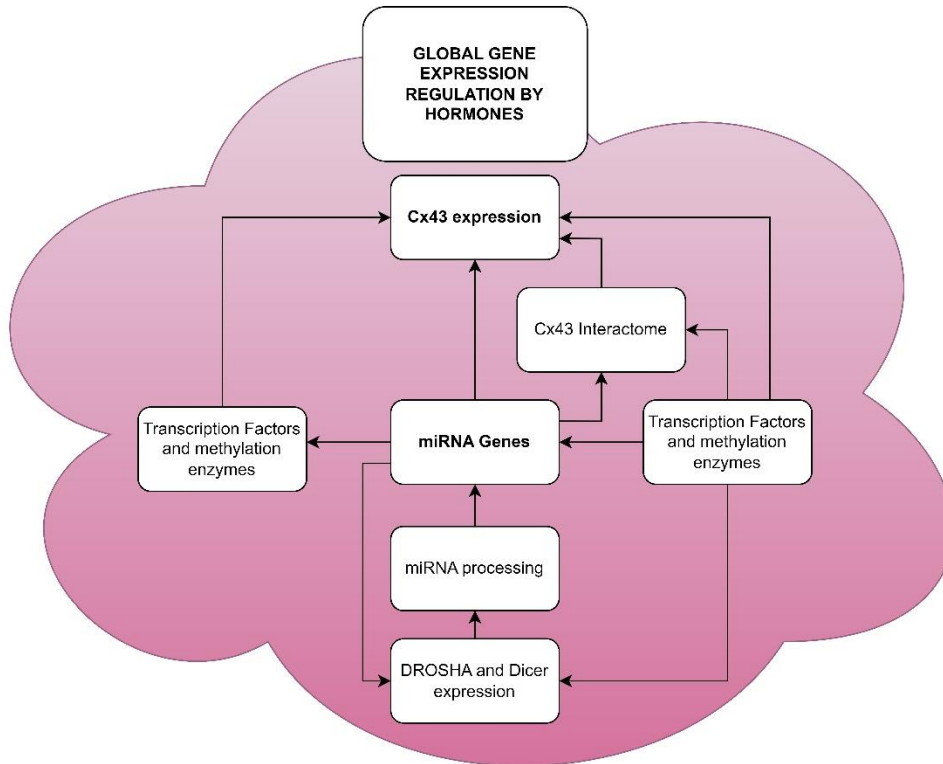 GLOBAL GENE
EXPRESSION
REGULATION BY
HORMONES
Cx43 expression
Cx43 Interactome
Transcription Factors
and methylation
enzymes
miRNA Genes
Transcription Factors
and methylation
enzymes
miRNA processing
DROSHA and Dicer
expression